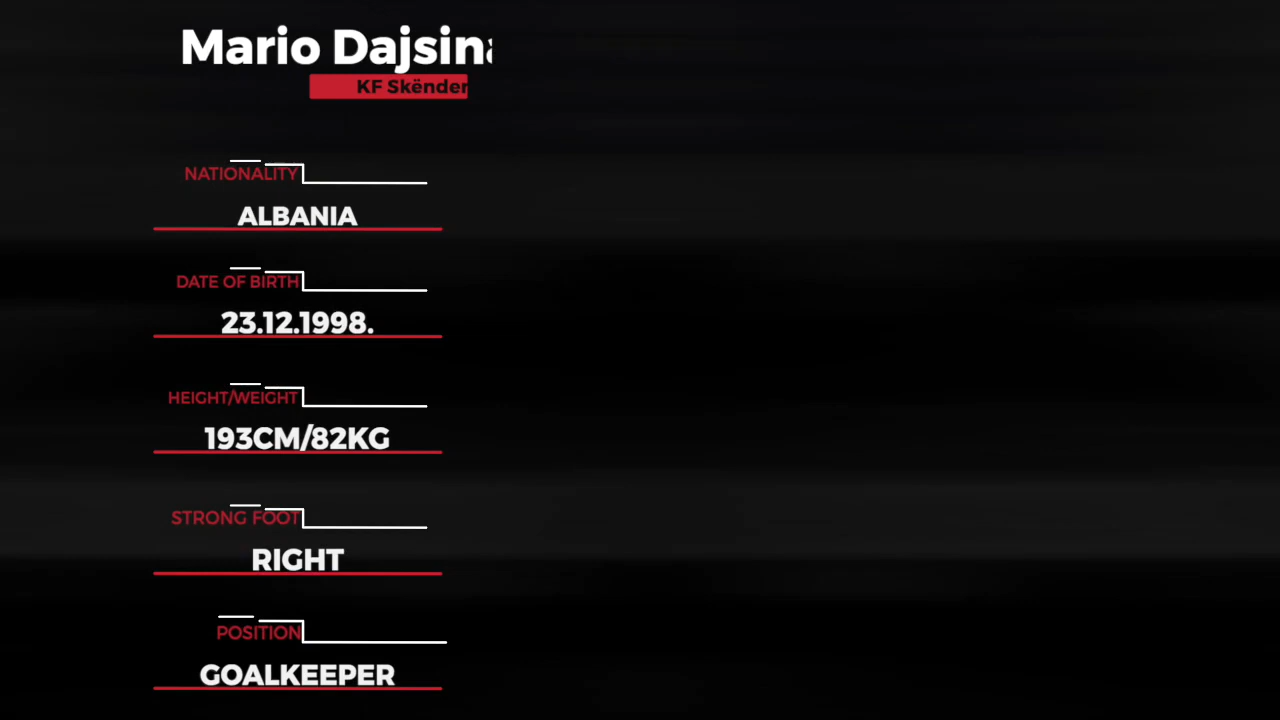 Mario Dajsina
KF Skënder
NATIONALITY
ALBANIA
DATE OF BIRTH
23.12.1998.
HEIGHT/WEIGHT
193CM/82KG
STRONG FOOT
RIGHT
POSITION
GOALKEEPER